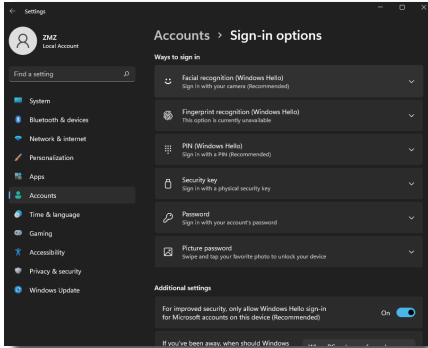 Settings
ZMZ
Local Account
Find a setting
System
Bluetooth & devices
Network & internet
Personalization
Apps
Accounts
Time & language
Gaming
Accessibility
Privacy & security
Windows Update
Accounts > Sign-in options
Ways to sign in
Facial recognition (Windows Hello)
Sign in with your camera (Recommended)
Fingerprint recognition (Windows Hello)
This option is currently unavailable
PIN (Windows Hello)
Sign in with a PIN (Recommended)
Security key
Sign in with a physical security key
Password
Sign in with your account's password
Picture password
Swipe and tap your favorite photo to unlock your device
Additional settings
For improved security, only allow Windows Hello sign-in
for Microsoft accounts on this device (Recommended)
On
If you've been away, when should Windows